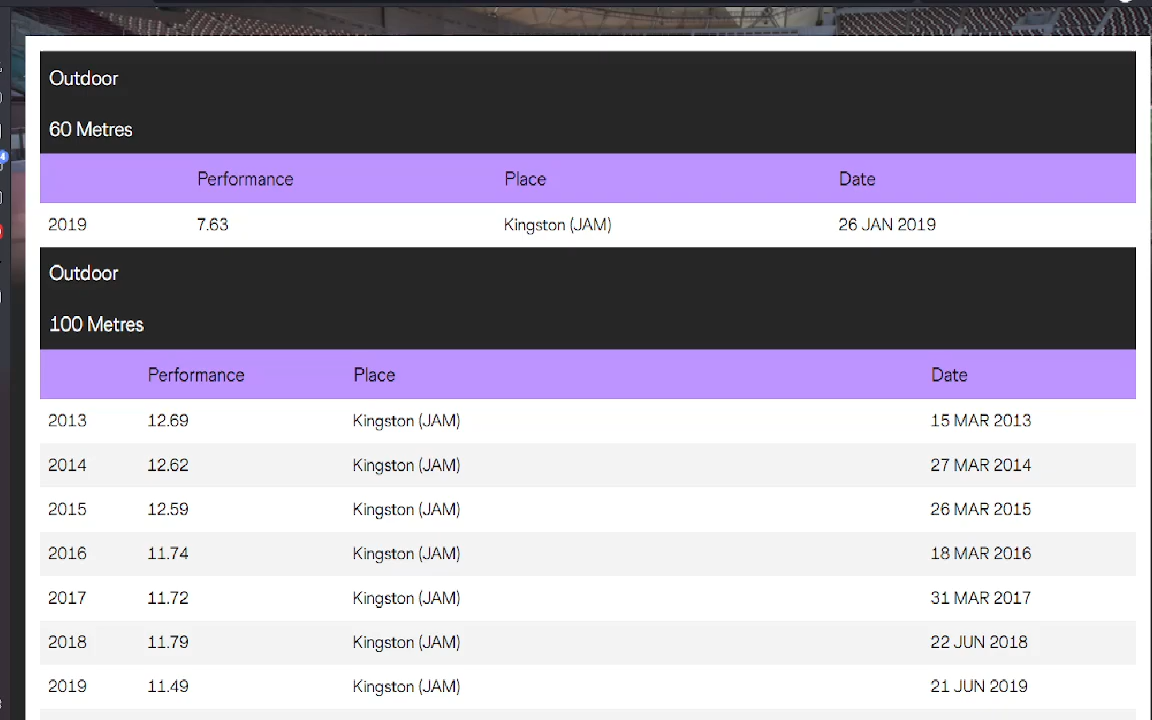 Outdoor
60 Metres
Performance Place Date
2019 7.63 Kingston (JAM) 26 JAN 2019
Outdoor
100 Metres
Performance Place Date
2013 12.69 Kingston (JAM) 15 MAR 2013
2014 12.62 Kingston (JAM) 27 MAR 2014
2015 12.59 Kingston (JAM) 26 MAR 2015
2016 11.74 Kingston (JAM) 18 MAR 2016
2017 11.72 Kingston (JAM) 31 MAR 2017
2018 11.79 Kingston (JAM) 22 JUN 2018
2019 11.49 Kingston (JAM) 21 JUN 2019